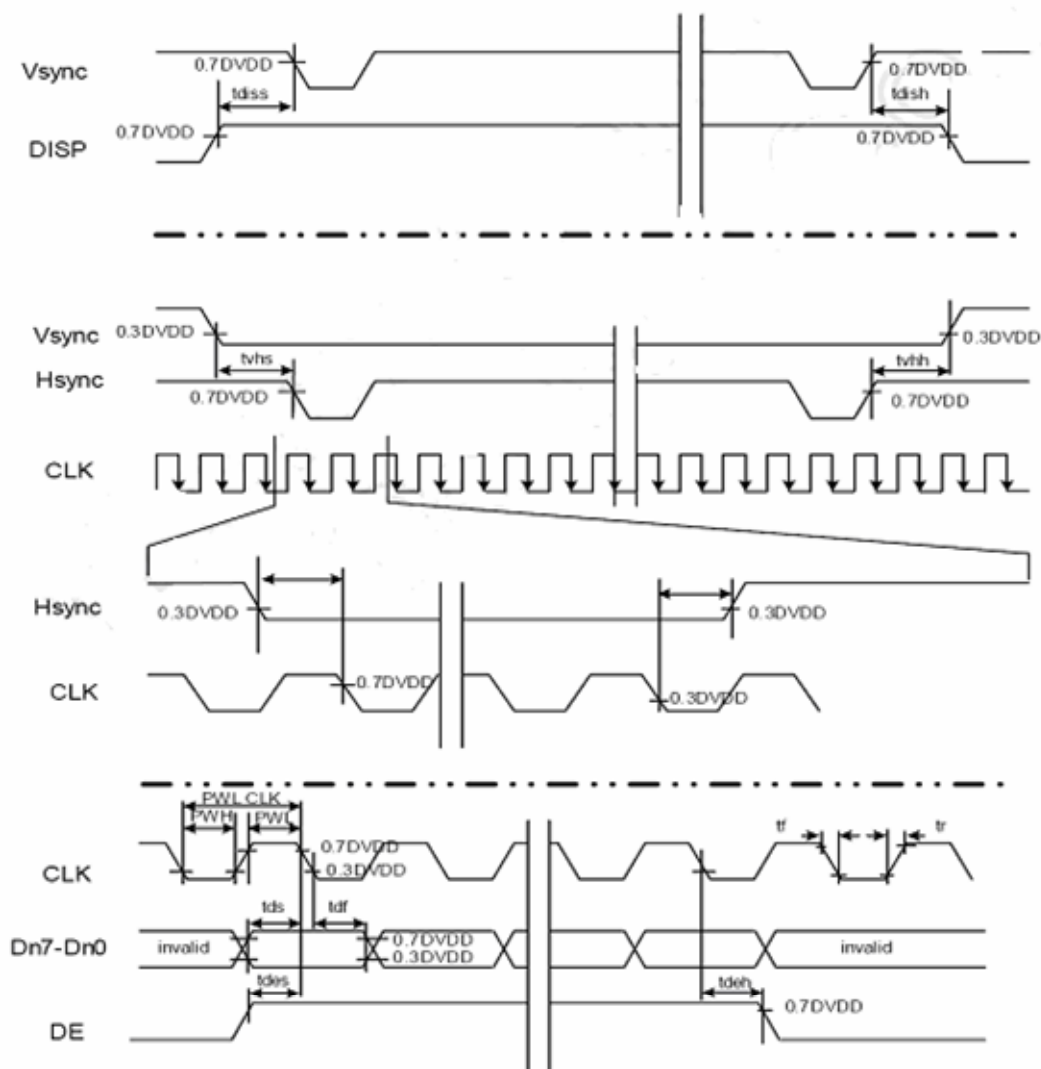 Vsync
0.7DVDD
0.7DVDD
tdiss
tdish
0.7DVDD
0.7DVDD
DISP
Vsync
0.3DVDD
0.3DVDD
tvhs
tvhh
Hsync
0.7DVDD
0.7DVDD
CLK
Hsync
0.3DVDD
0.3DVDD
CLK
0.7DVDD
0.3DVDD
PWL CLK
PWH
PWL
tf
tr
CLK
0.7DVDD
0.3DVDD
tds
tdf
Dn7-Dn0
invalid
0.7DVDD
0.3DVDD
invalid
tdes
tdeh
0.7DVDD
DE